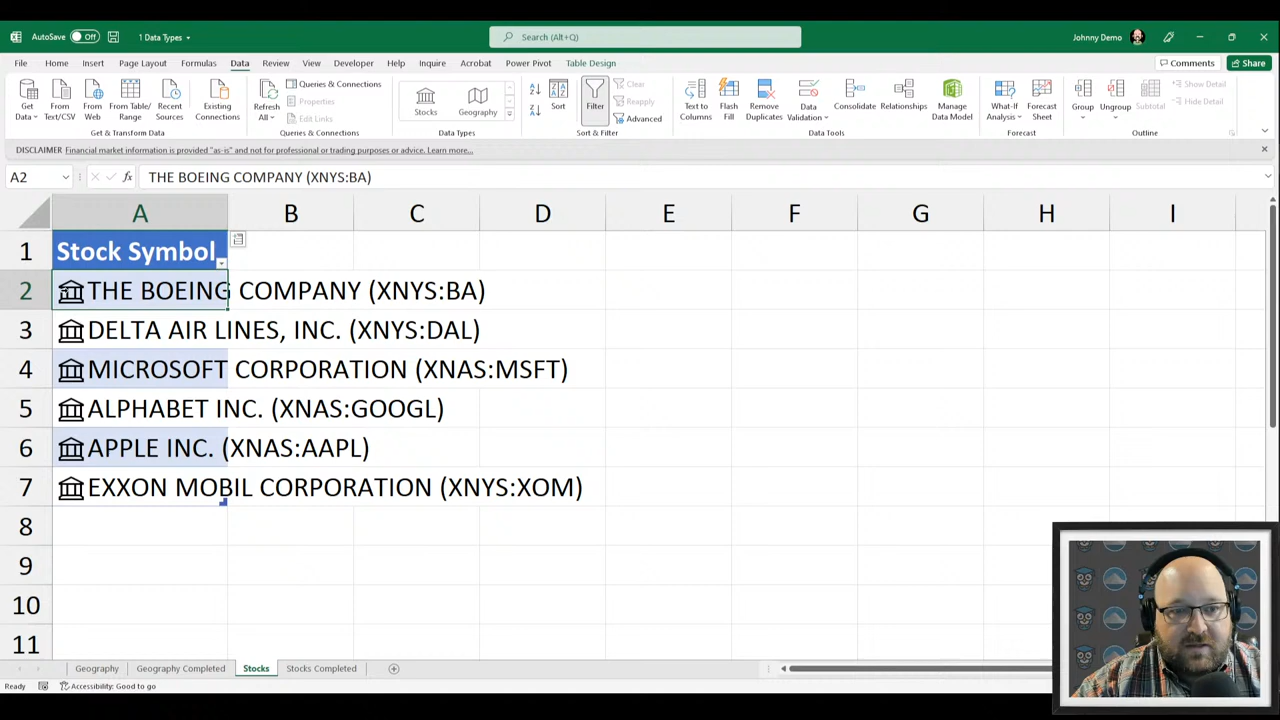 AutoSave Off 1 Data Types Search (Alt+Q) Johnny Demo
File Home Insert Page Layout Formulas Data Review View Developer Help Inquire Acrobat Power Pivot Table Design Comments Share
Get Data From Text/CSV From Web From Table/Range Recent Sources Existing Connections
Get & Transform Data
Refresh All Queries & Connections Properties Edit Links
Queries & Connections
Stocks Geography
Data Types
Sort Filter Clear Reapply Advanced
Sort & Filter
Text to Columns Flash Fill Remove Duplicates Data Validation Consolidate Relationships Manage Data Model
Data Tools
What-If Analysis Forecast Sheet
Forecast
Group Ungroup Subtotal Show Detail Hide Detail
Outline
DISCLAIMER Financial market information is provided "as-is" and not for professional or trading purposes or advice. Learn more...
A2 fx THE BOEING COMPANY (XNYS:BA)
A B C D E F G H I
1 Stock Symbol
2 THE BOEING COMPANY (XNYS:BA)
3 DELTA AIR LINES, INC. (XNYS:DAL)
4 MICROSOFT CORPORATION (XNAS:MSFT)
5 ALPHABET INC. (XNAS:GOOGL)
6 APPLE INC. (XNAS:AAPL)
7 EXXON MOBIL CORPORATION (XNYS:XOM)
8
9
10
11
Geography Geography Completed Stocks Stocks Completed
Ready Accessibility: Good to go